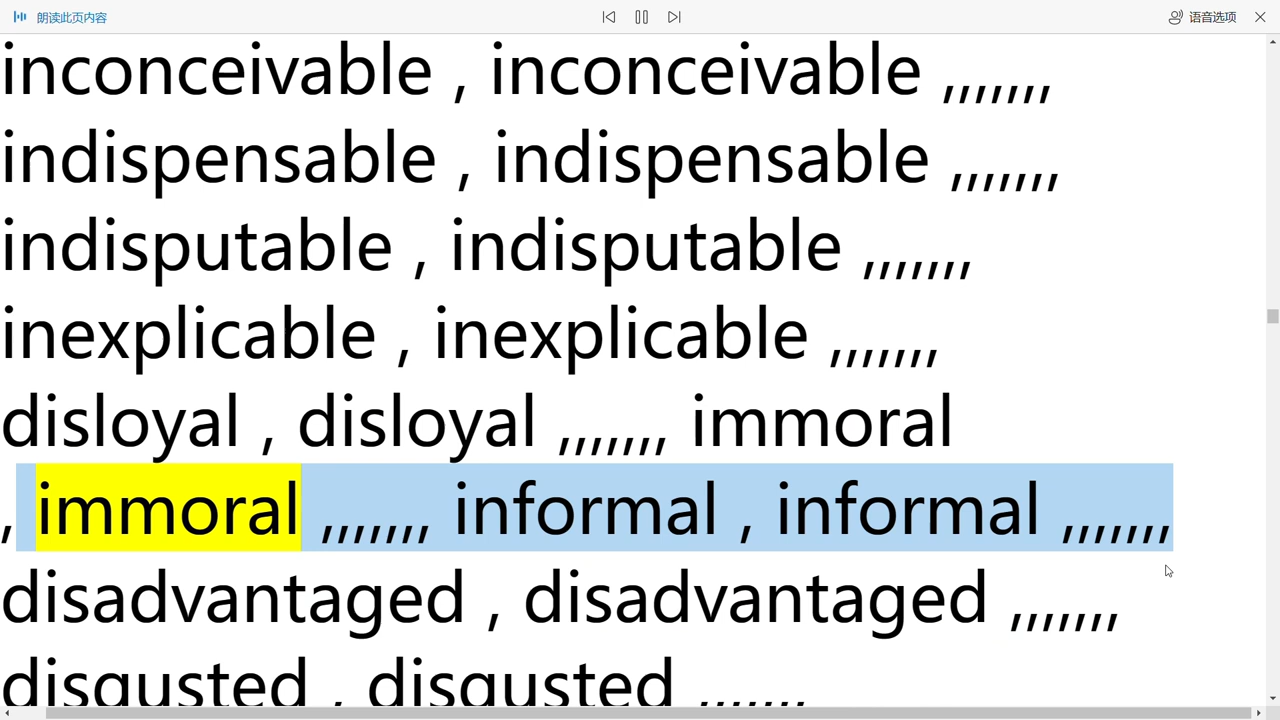 朗读此页内容 语音选项
inconceivable , inconceivable ,,,,,,,
indispensable , indispensable ,,,,,,,
indisputable , indisputable ,,,,,,,
inexplicable , inexplicable ,,,,,,,
disloyal , disloyal ,,,,,,, immoral
, immoral ,,,,,,, informal , informal ,,,,,,,
disadvantaged , disadvantaged ,,,,,,,
disgusted , disgusted ,,,,,,,